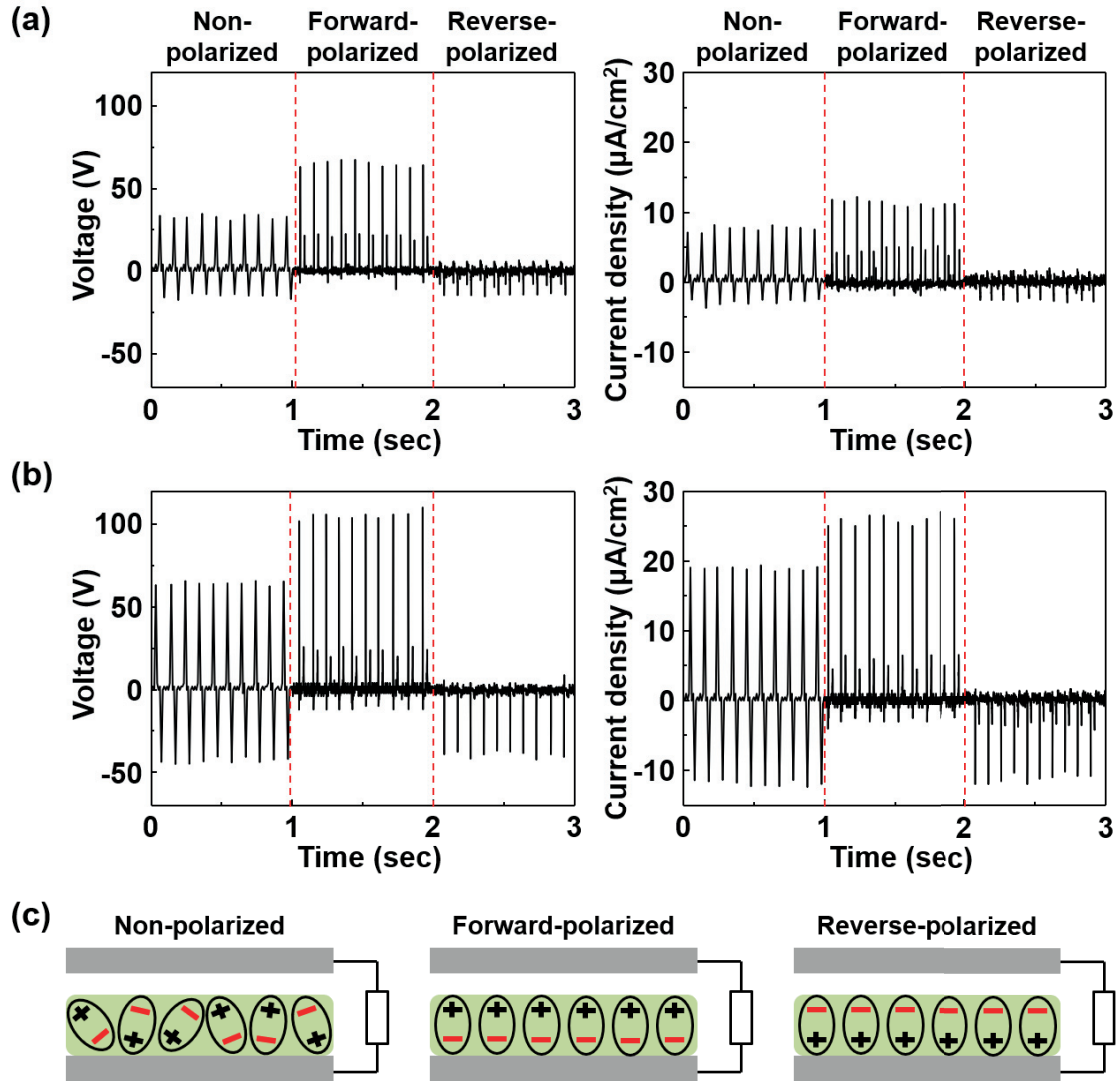 (a)
Non-
polarized
Forward-
polarized
Reverse-
polarized
Voltage (V)
100
50
0
-50
0 1 2 3
Time (sec)
Non-
polarized
Forward-
polarized
Reverse-
polarized
Current density (µA/cm²)
30
20
10
0
-10
0 1 2 3
Time (sec)
(b)
Voltage (V)
100
50
0
-50
0 1 2 3
Time (sec)
Current density (µA/cm²)
30
20
10
0
-10
0 1 2 3
Time (sec)
(c)
Non-polarized
Forward-polarized
Reverse-polarized